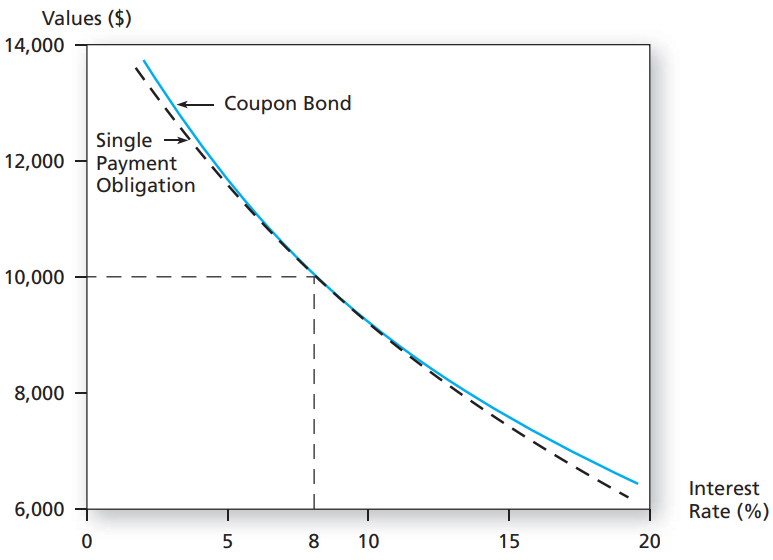 Values ($)
14,000
Coupon Bond
Single
Payment
Obligation
12,000
10,000
8,000
6,000
Interest
Rate (%)
0 5 8 10 15 20